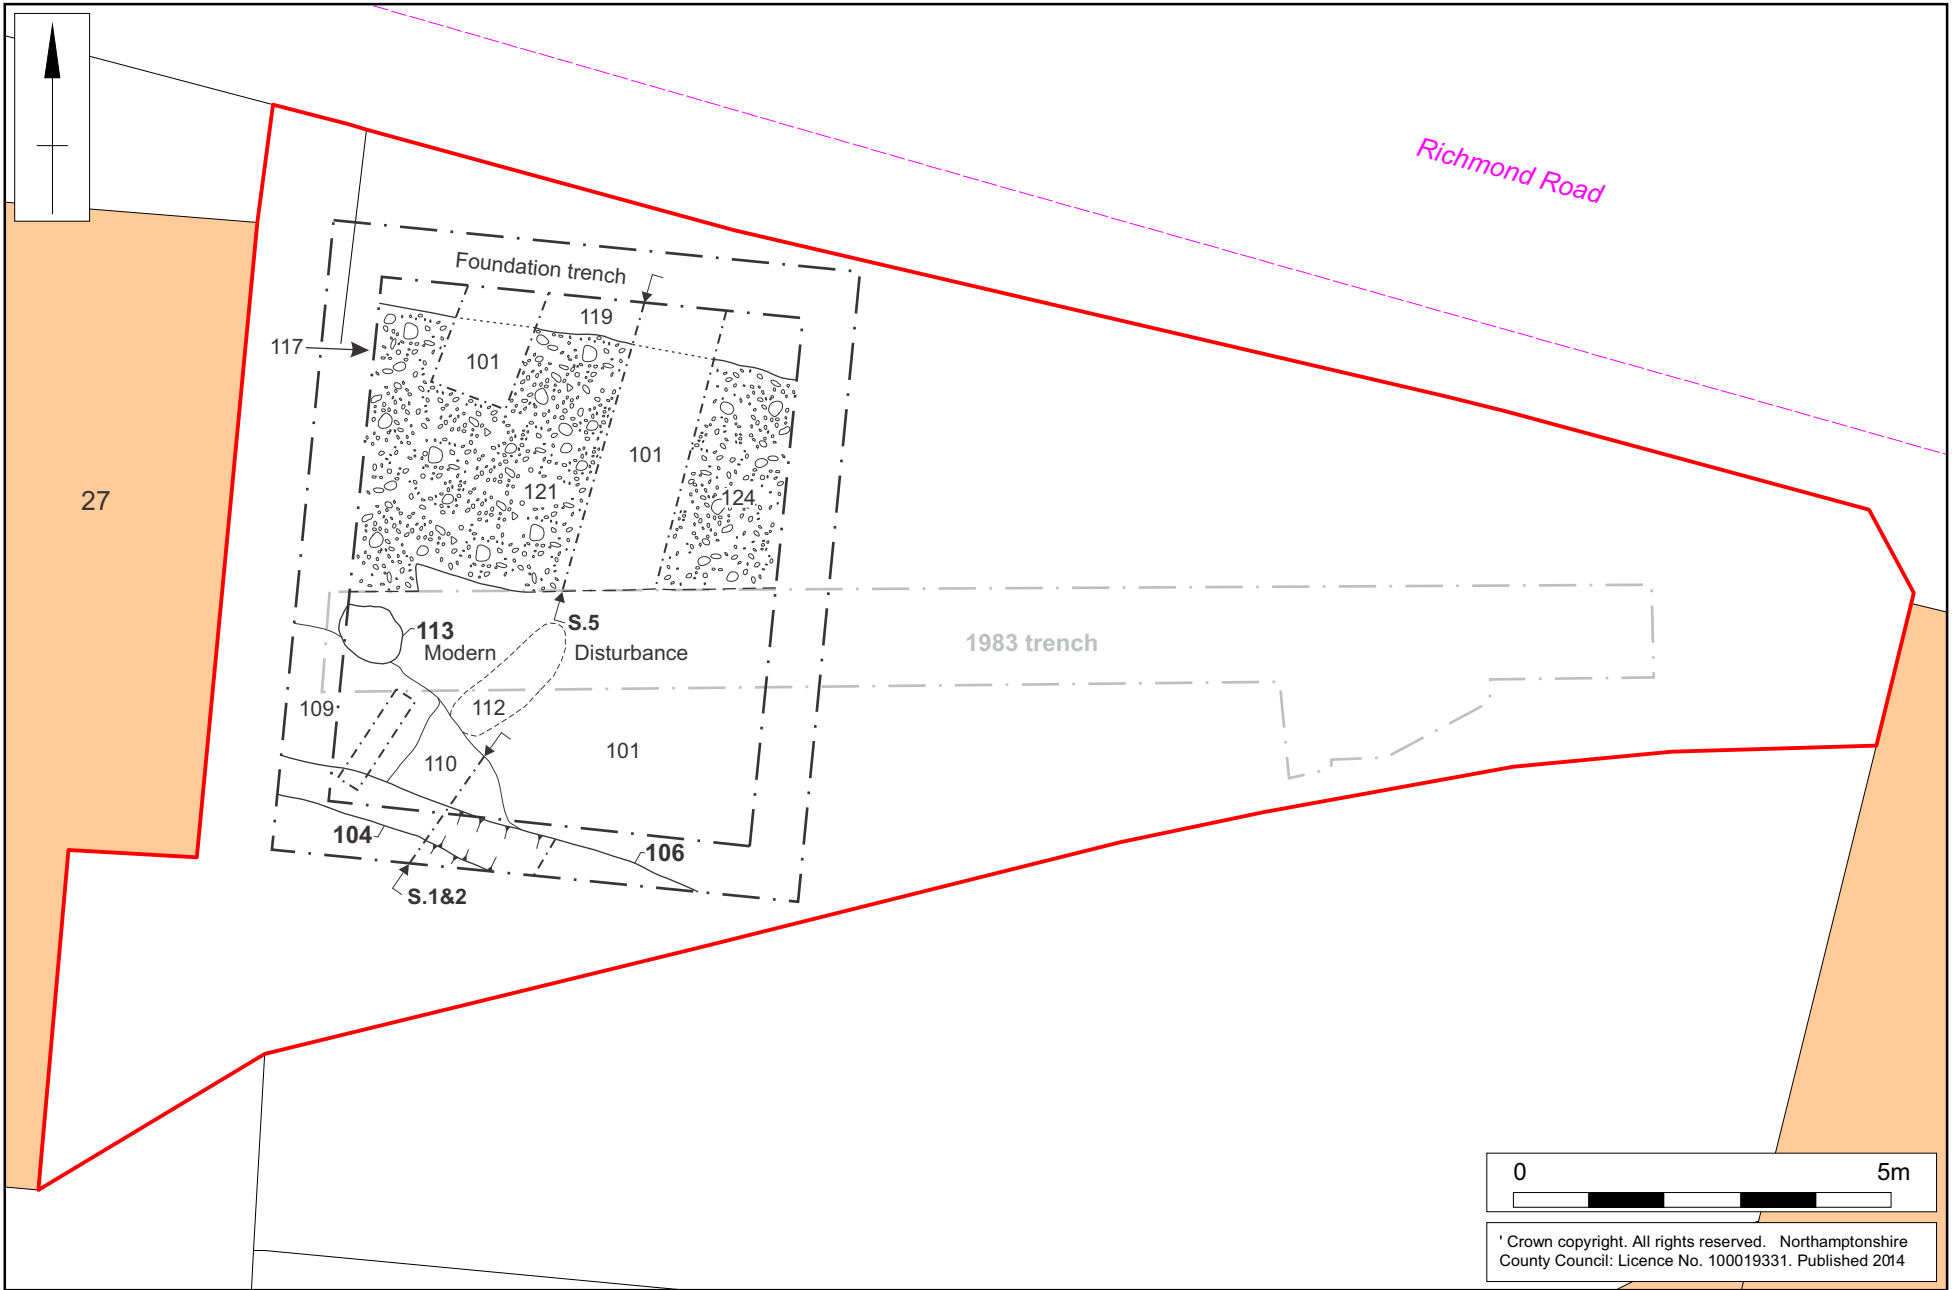 Richmond Road
Foundation trench
119
117
101
101
27
121
124
S.5
113
Modern
Disturbance
1983 trench
109
112
101
110
104
106
S.1&2
0 5m
' Crown copyright. All rights reserved. Northamptonshire
County Council: Licence No. 100019331. Published 2014